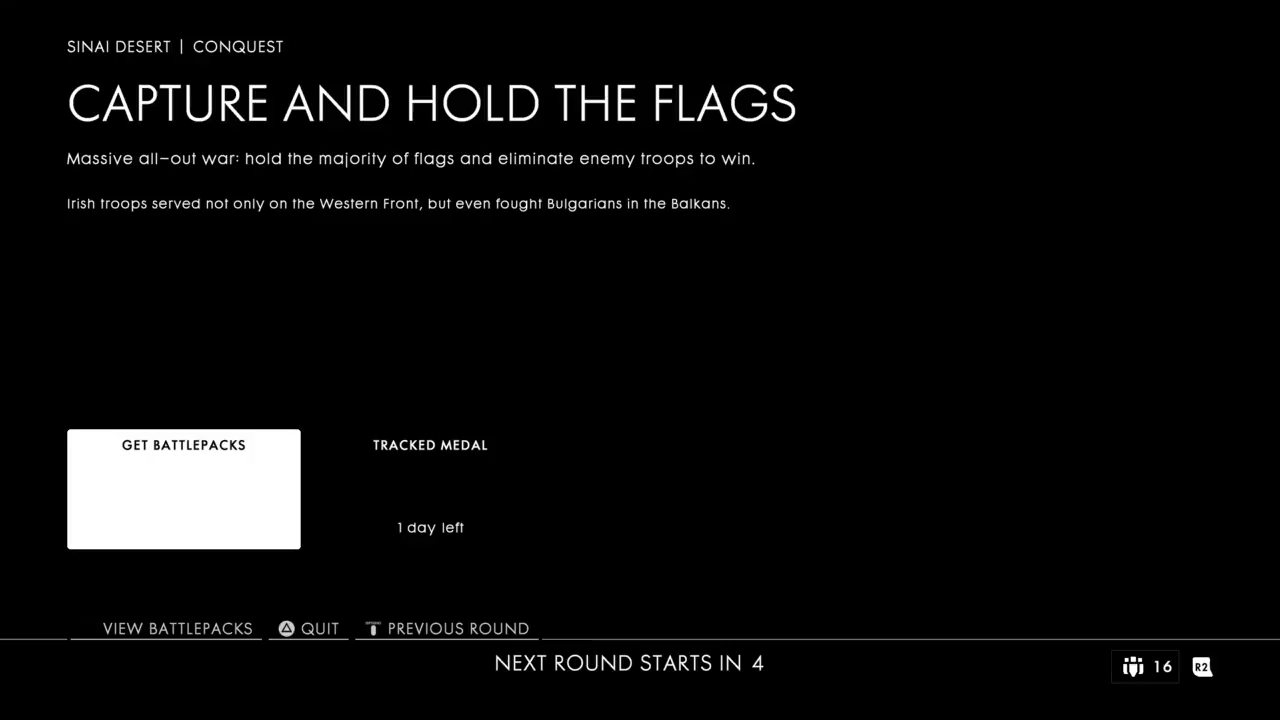 SINAI DESERT | CONQUEST
CAPTURE AND HOLD THE FLAGS
Massive all-out war: hold the majority of flags and eliminate enemy troops to win.
Irish troops served not only on the Western Front, but even fought Bulgarians in the Balkans.
GET BATTLEPACKS
TRACKED MEDAL
1 day left
VIEW BATTLEPACKS
QUIT
OPTIONS
PREVIOUS ROUND
NEXT ROUND STARTS IN 4
16
R2